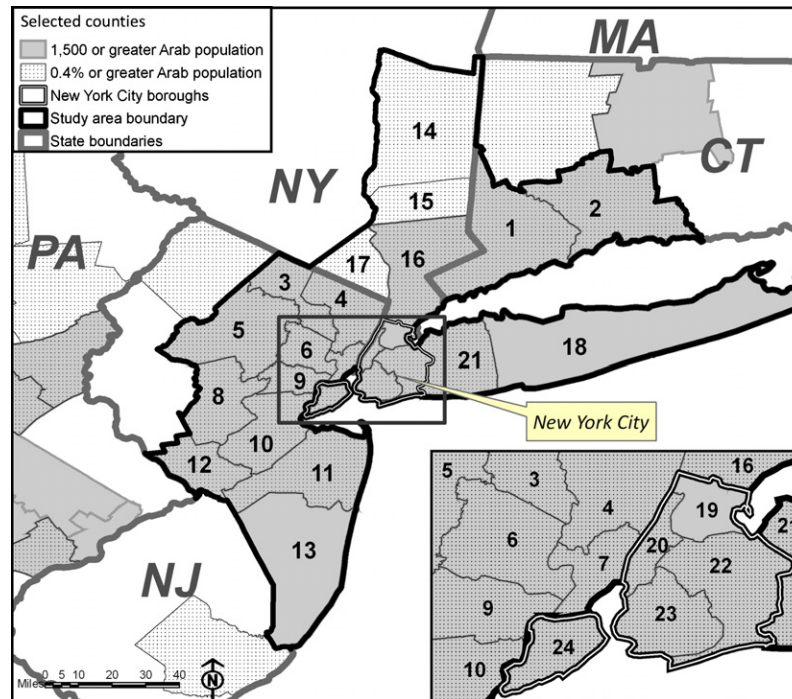 Selected counties
1,500 or greater Arab population
0.4% or greater Arab population
New York City boroughs
Study area boundary
State boundaries
MA
14
NY
CT
15
2
1
PA
17
16
3
4
5
18
6
21
8
9
New York City
10
12
11
13
NJ
Miles
0 5 10 20 30 40
N
5
3
16
4
19
6
20
21
7
22
9
23
24
10